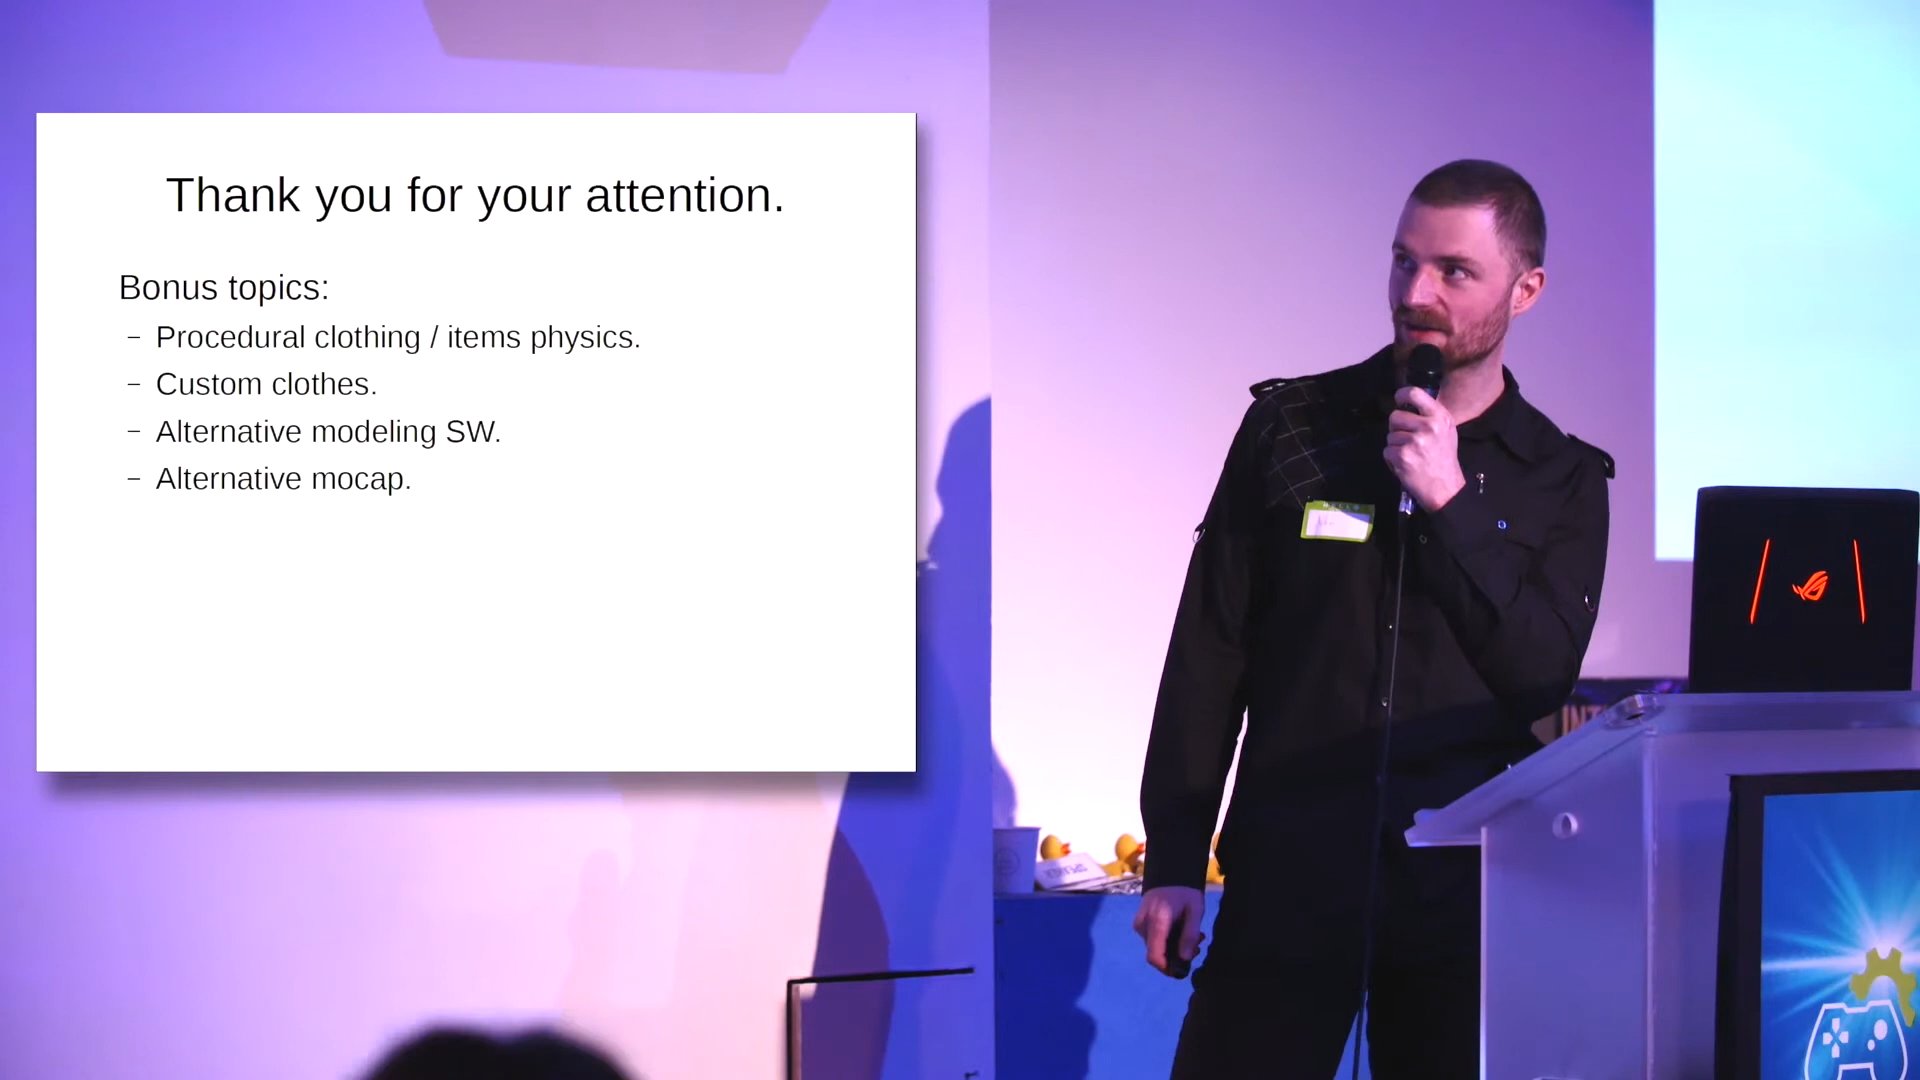 Thank you for your attention.
Bonus topics:
– Procedural clothing / items physics.
– Custom clothes.
– Alternative modeling SW.
– Alternative mocap.